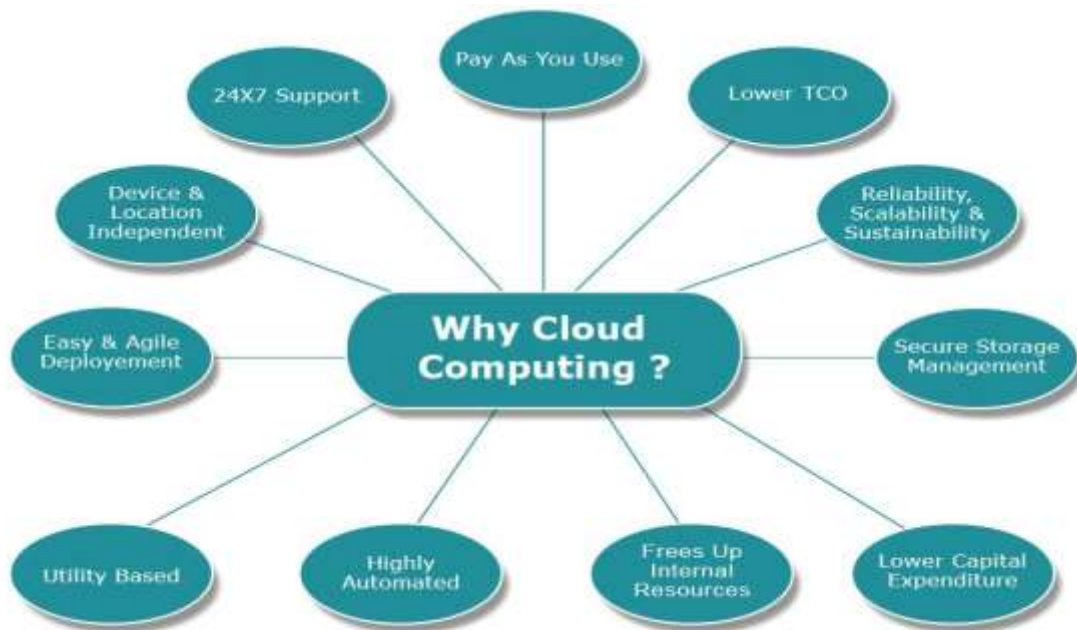 Pay As You Use
24X7 Support
Lower TCO
Device &
Location
Independent
Reliability,
Scalability &
Sustainability
Why Cloud
Computing ?
Easy & Agile
Deployement
Secure Storage
Management
Utility Based
Highly
Automated
Frees Up
Internal
Resources
Lower Capital
Expenditure